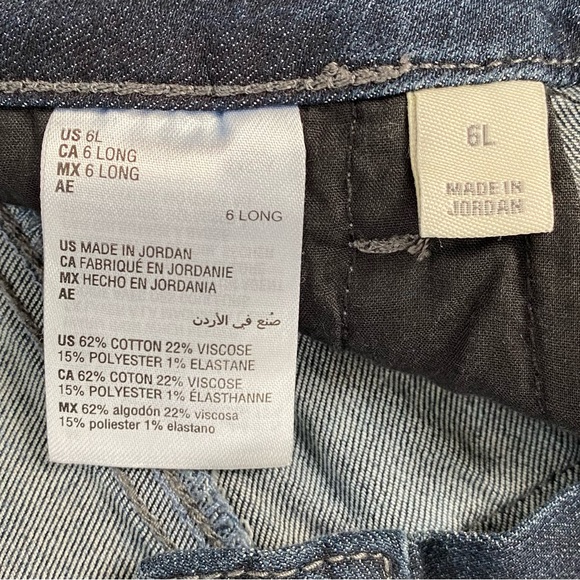 US 6L
CA 6 LONG
MX 6 LONG
AE
6 LONG
US MADE IN JORDAN
CA FABRIQUÉ EN JORDANIE
MX HECHO EN JORDANIA
AE
صُنع في الأردن
US 62% COTTON 22% VISCOSE
15% POLYESTER 1% ELASTANE
CA 62% COTON 22% VISCOSE
15% POLYESTER 1% ÉLASTHANNE
MX 62% algodón 22% viscosa
15% poliester 1% elastano
6L
MADE IN
JORDAN